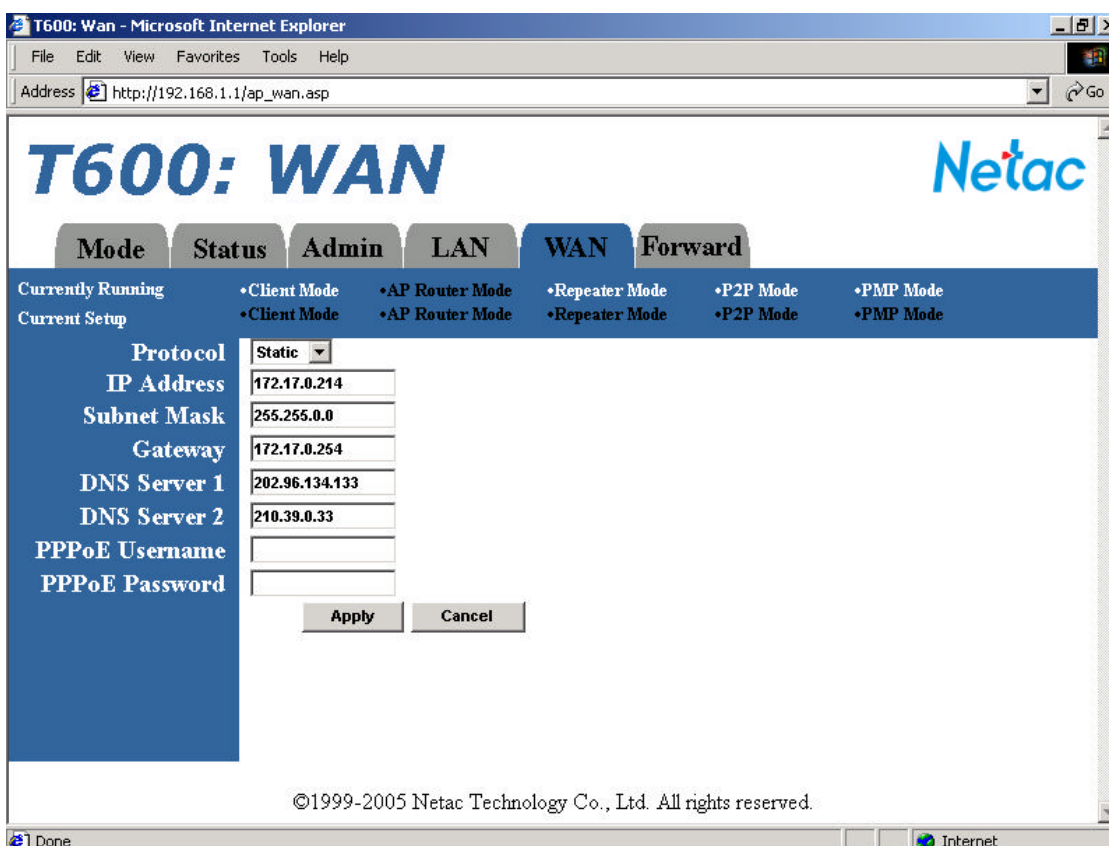 T600: Wan - Microsoft Internet Explorer
File Edit View Favorites Tools Help
Address http://192.168.1.1/ap_wan.asp Go
T600: WAN Netac
Mode Status Admin LAN WAN Forward
Currently Running •Client Mode •AP Router Mode •Repeater Mode •P2P Mode •PMP Mode
Current Setup •Client Mode •AP Router Mode •Repeater Mode •P2P Mode •PMP Mode
Protocol Static
IP Address 172.17.0.214
Subnet Mask 255.255.0.0
Gateway 172.17.0.254
DNS Server 1 202.96.134.133
DNS Server 2 210.39.0.33
PPPoE Username
PPPoE Password
Apply Cancel
©1999-2005 Netac Technology Co., Ltd. All rights reserved.
Done Internet